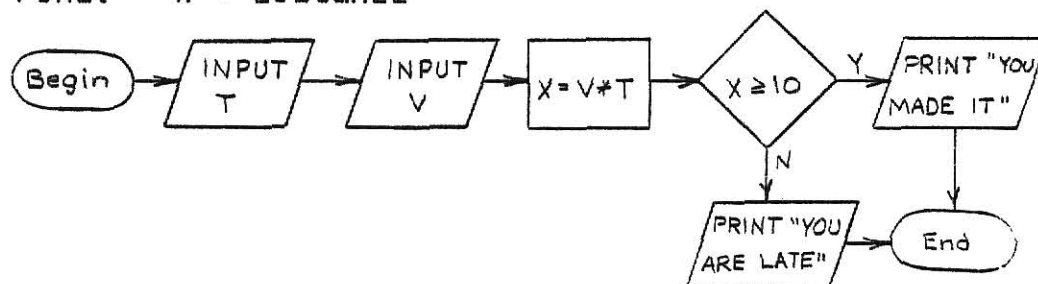 Begin
INPUT
T
INPUT
V
X = V*T
X ≥ 10
Y
PRINT "YOU
MADE IT"
N
PRINT "YOU
ARE LATE"
End